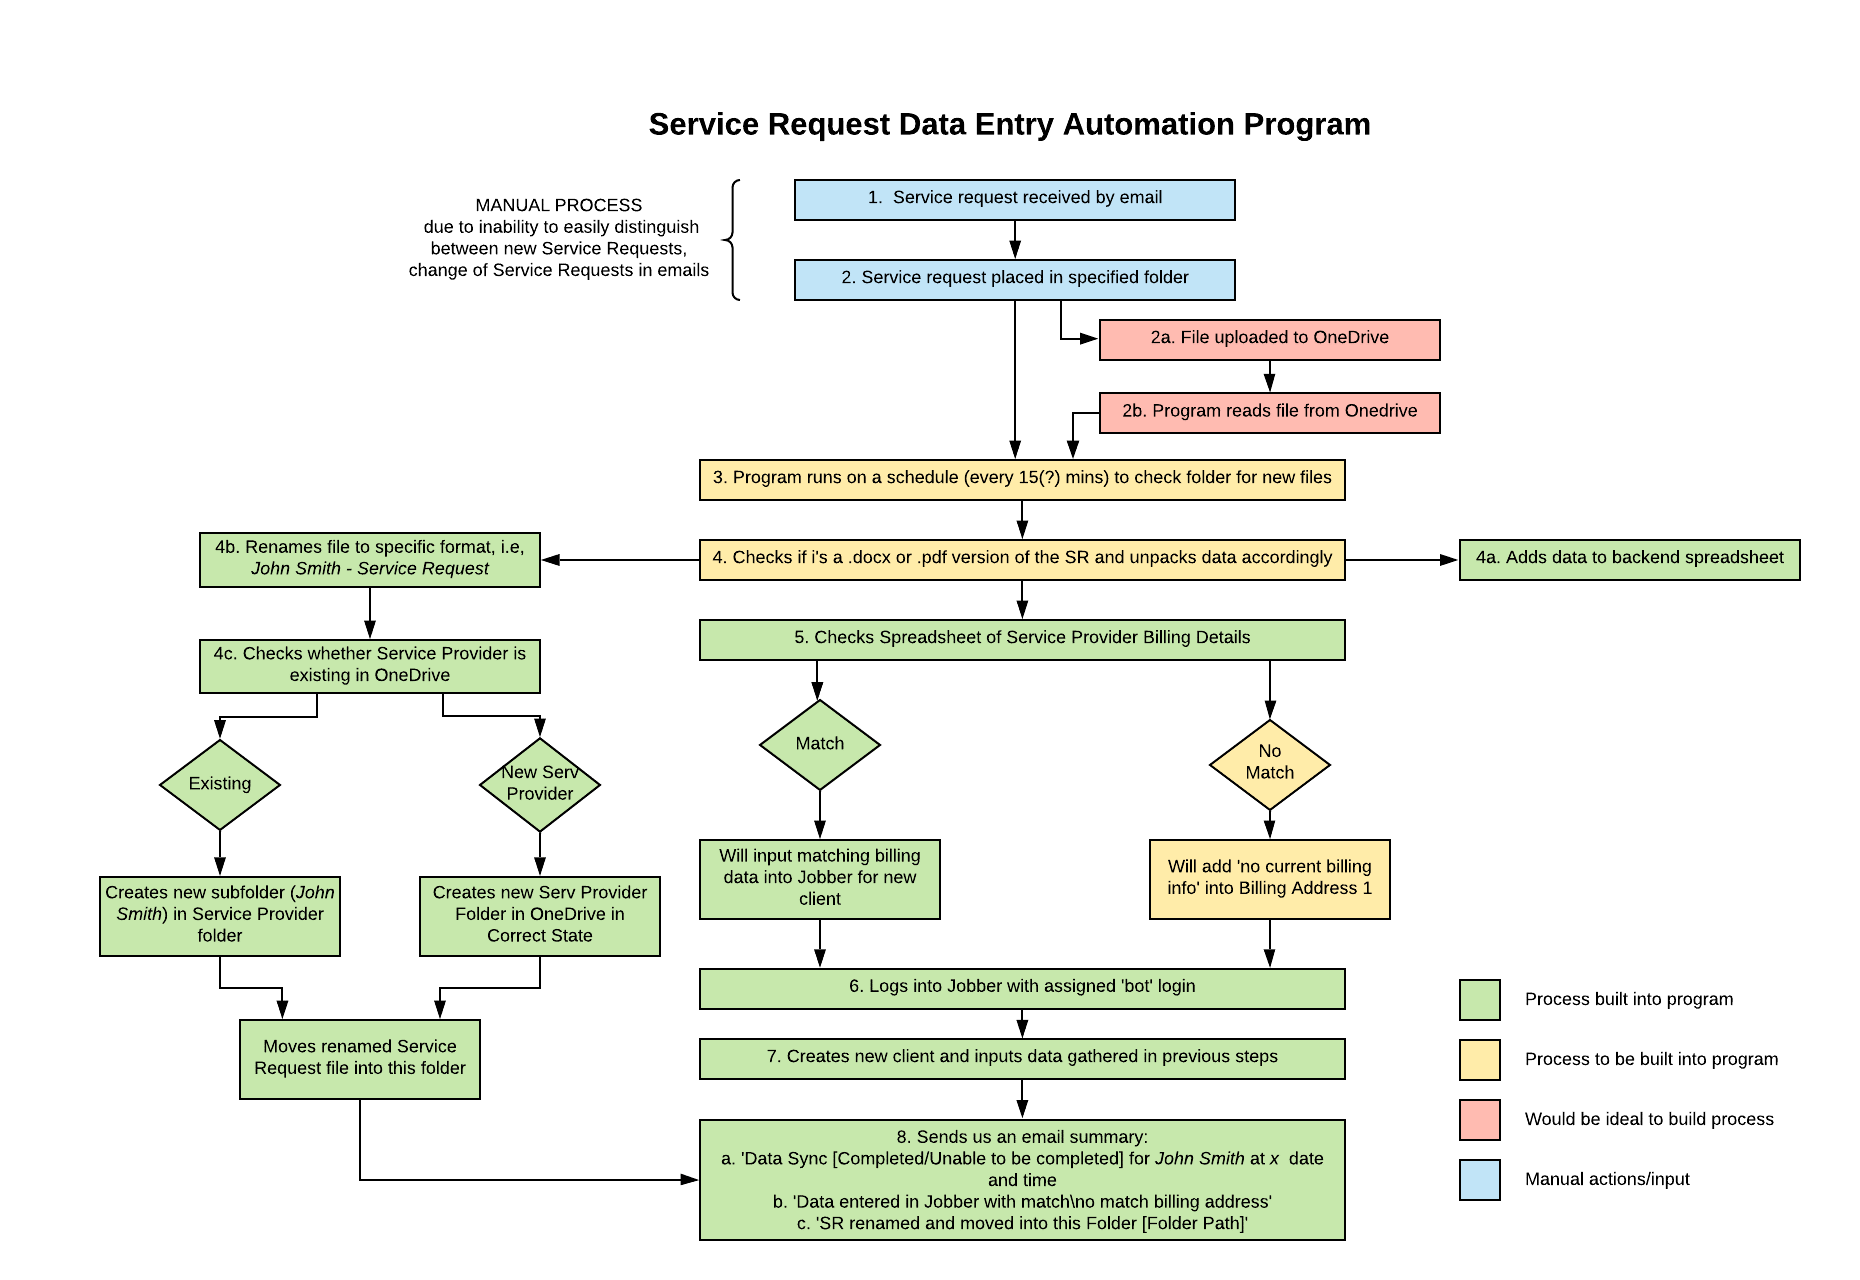 Service Request Data Entry Automation Program
MANUAL PROCESS
due to inability to easily distinguish
between new Service Requests,
change of Service Requests in emails
1.  Service request received by email
2. Service request placed in specified folder
2a. File uploaded to OneDrive
2b. Program reads file from Onedrive
3. Program runs on a schedule (every 15(?) mins) to check folder for new files
4b. Renames file to specific format, i.e,
John Smith - Service Request
4. Checks if i's a .docx or .pdf version of the SR and unpacks data accordingly
4a. Adds data to backend spreadsheet
5. Checks Spreadsheet of Service Provider Billing Details
4c. Checks whether Service Provider is
existing in OneDrive
Existing
New Serv
Provider
Match
No
Match
Creates new subfolder (John
Smith) in Service Provider
folder
Creates new Serv Provider
Folder in OneDrive in
Correct State
Will input matching billing
data into Jobber for new
client
Will add 'no current billing
info' into Billing Address 1
Moves renamed Service
Request file into this folder
6. Logs into Jobber with assigned 'bot' login
7. Creates new client and inputs data gathered in previous steps
8. Sends us an email summary:
a. 'Data Sync [Completed/Unable to be completed] for John Smith at x  date
and time
b. 'Data entered in Jobber with match\no match billing address'
c. 'SR renamed and moved into this Folder [Folder Path]'
Process built into program
Process to be built into program
Would be ideal to build process
Manual actions/input